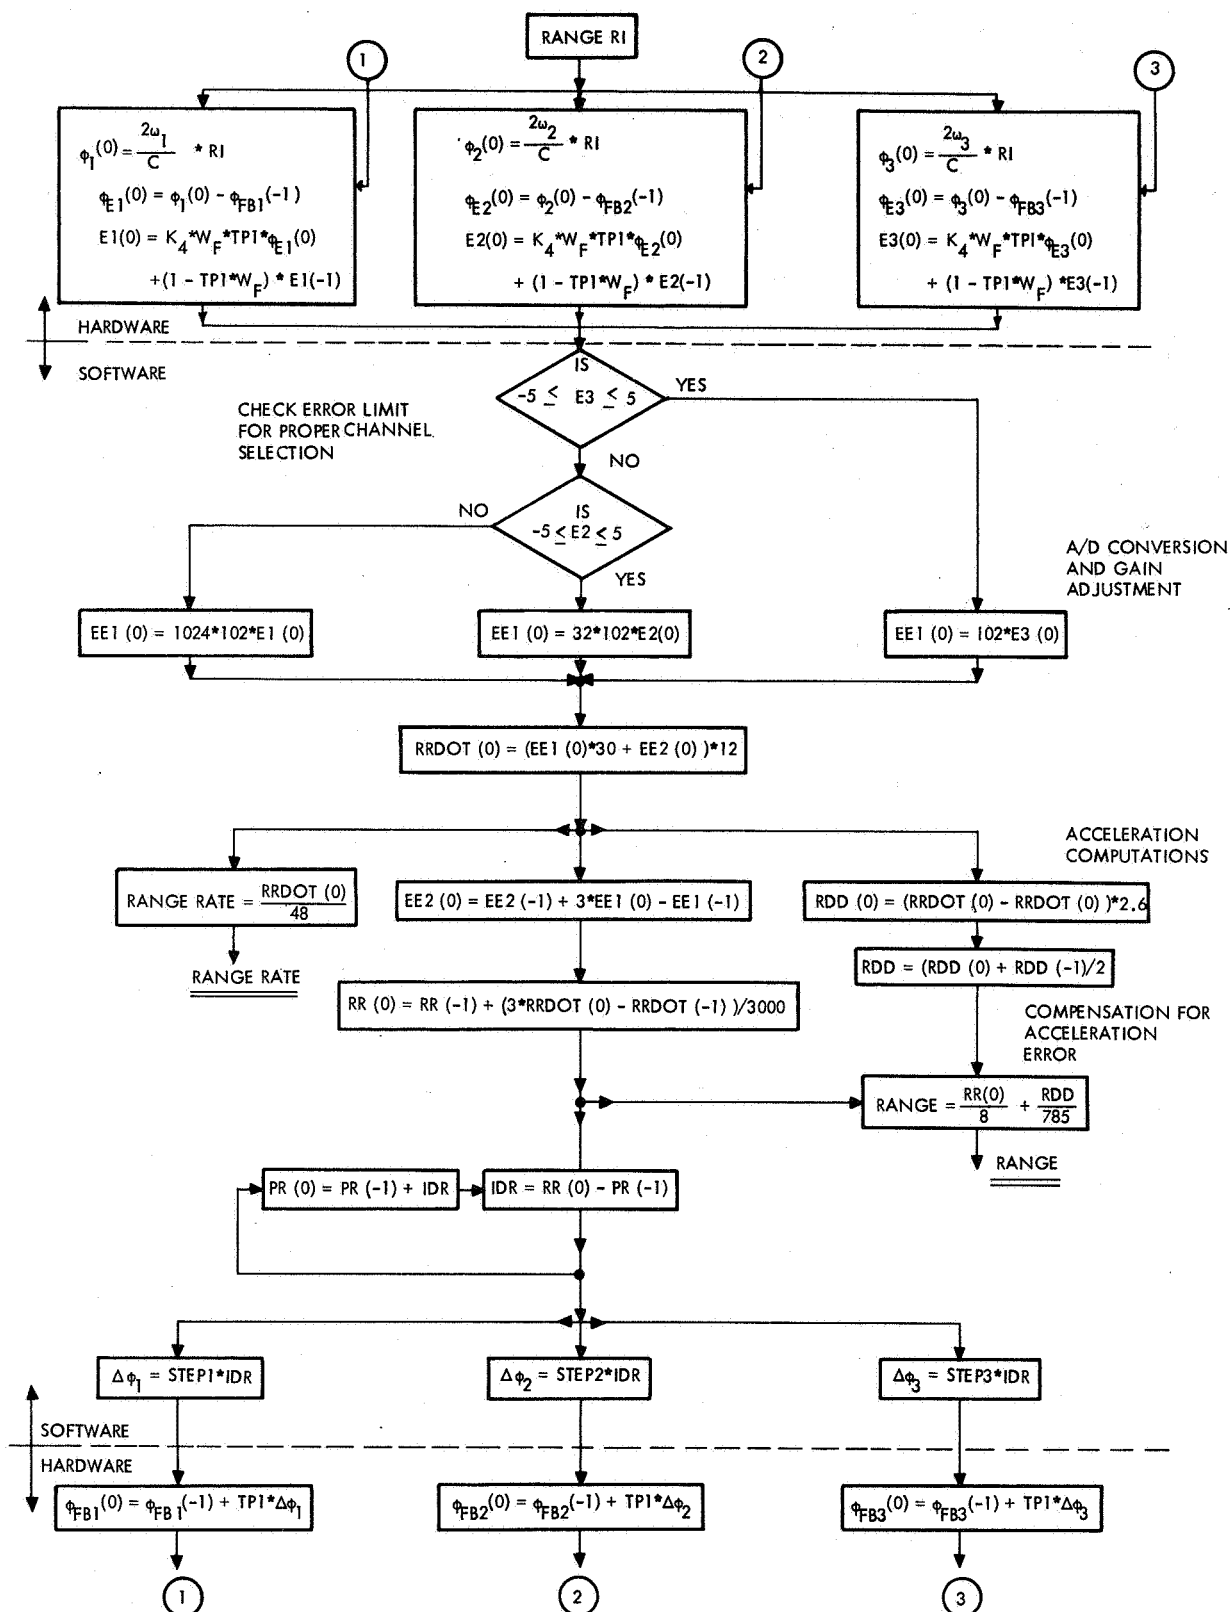 RANGE RI
1
2
3
ϕ₁(0) = 2ω₁/C * RI
ϕE1(0) = ϕ₁(0) - ϕFB1(-1)
E1(0) = K₄*WF*TP1*ϕE1(0)
+ (1 - TP1*WF) * E1(-1)
ϕ₂(0) = 2ω₂/C * RI
ϕE2(0) = ϕ₂(0) - ϕFB2(-1)
E2(0) = K₄*WF*TP1*ϕE2(0)
+ (1 - TP1*WF) * E2(-1)
ϕ₃(0) = 2ω₃/C * RI
ϕE3(0) = ϕ₃(0) - ϕFB3(-1)
E3(0) = K₄*WF*TP1*ϕE3(0)
+ (1 - TP1*WF) *E3(-1)
HARDWARE
SOFTWARE
IS
-5 ≤ E3 ≤ 5
YES
CHECK ERROR LIMIT
FOR PROPER CHANNEL
SELECTION
NO
NO
IS
-5 ≤ E2 ≤ 5
YES
A/D CONVERSION
AND GAIN
ADJUSTMENT
EE1 (0) = 1024*102*E1 (0)
EE1 (0) = 32*102*E2(0)
EE1 (0) = 102*E3 (0)
RRDOT (0) = (EE1 (0)*30 + EE2 (0) )*12
ACCELERATION
COMPUTATIONS
RANGE RATE = RRDOT (0)/48
EE2 (0) = EE2 (-1) + 3*EE1 (0) - EE1 (-1)
RDD (0) = (RRDOT (0) - RRDOT (0) )*2.6
RANGE RATE
RDD = (RDD (0) + RDD (-1)/2
RR (0) = RR (-1) + (3*RRDOT (0) - RRDOT (-1) )/3000
COMPENSATION FOR
ACCELERATION
ERROR
RANGE = RR(0)/8 + RDD/785
RANGE
PR (0) = PR (-1) + IDR
IDR = RR (0) - PR (-1)
Δϕ₁ = STEP1*IDR
Δϕ₂ = STEP2*IDR
Δϕ₃ = STEP3*IDR
SOFTWARE
HARDWARE
ϕFB1(0) = ϕFB1(-1) + TP1*Δϕ₁
ϕFB2(0) = ϕFB2(-1) + TP1*Δϕ₂
ϕFB3(0) = ϕFB3(-1) + TP1*Δϕ₃
1
2
3